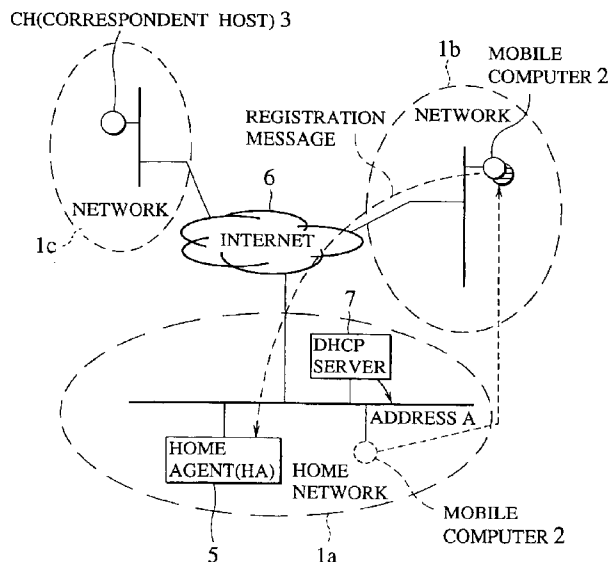 CH(CORRESPONDENT HOST) 3
1b
MOBILE
COMPUTER 2
REGISTRATION
MESSAGE
NETWORK
6
NETWORK
INTERNET
1c
7
DHCP
SERVER
ADDRESS A
HOME
AGENT(HA)
HOME
NETWORK
MOBILE
COMPUTER 2
5
1a